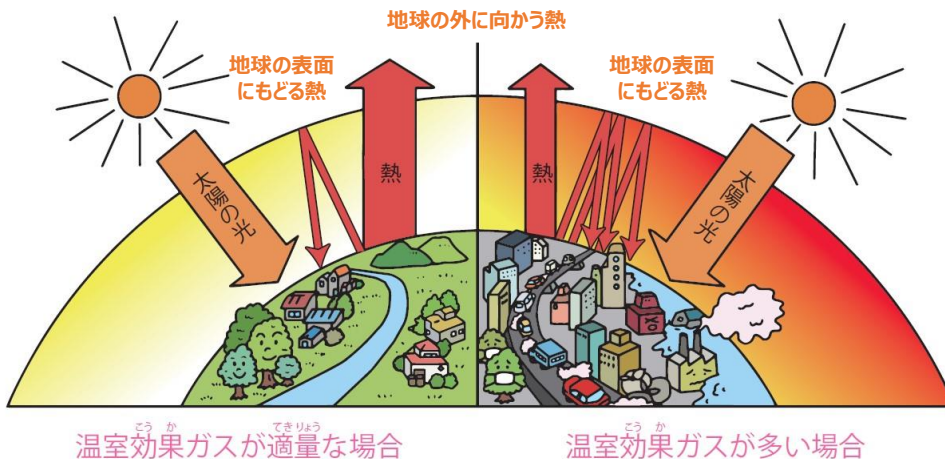 地球の外に向かう熱
地球の表面
にもどる熱
地球の表面
にもどる熱
太陽の光
熱
熱
太陽の光
こうか
てきりょう
温室効果ガスが適量な場合
こうか
温室効果ガスが多い場合